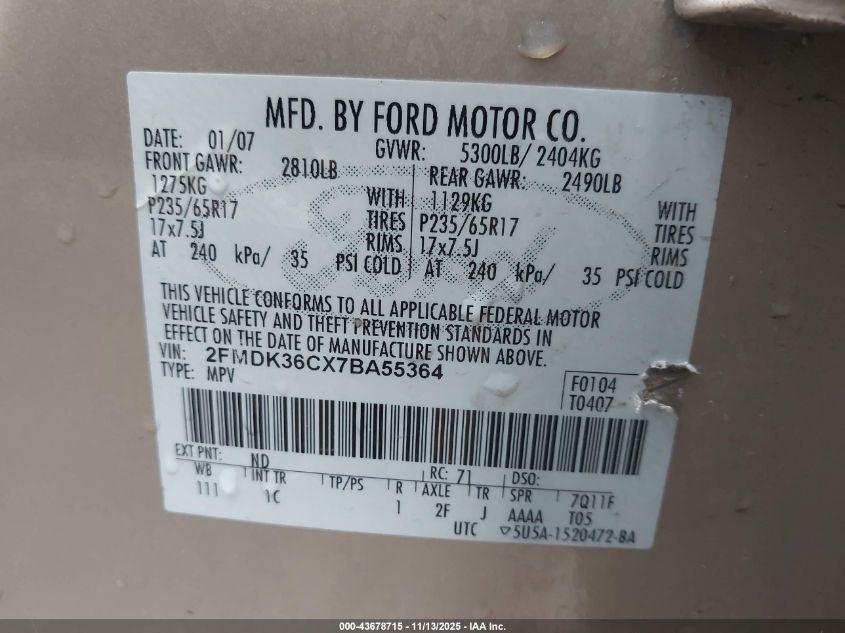 MFD. BY FORD MOTOR CO.
DATE: 01/07 GVWR: 5300LB/ 2404KG
FRONT GAWR: 2810LB REAR GAWR: 2490LB
1275KG WITH 1129KG WITH
P235/65R17 TIRES P235/65R17 TIRES
17x7.5J RIMS 17x7.5J RIMS
AT 240 kPa/ 35 PSI COLD AT 240 kPa/ 35 PSI COLD
Ford
THIS VEHICLE CONFORMS TO ALL APPLICABLE FEDERAL MOTOR
VEHICLE SAFETY AND THEFT PREVENTION STANDARDS IN
EFFECT ON THE DATE OF MANUFACTURE SHOWN ABOVE.
VIN: 2FMDK36CX7BA55364
TYPE: MPV
F0104
T0407
EXT PNT: ND RC: 71 DSO:
WB INT TR TP/PS R AXLE TR SPR 7Q11F
111 1C 1 2F J AAAA T05
UTC ▽5U5A-1520472-BA
000-43678715 - 11/13/2025 - IAA Inc.